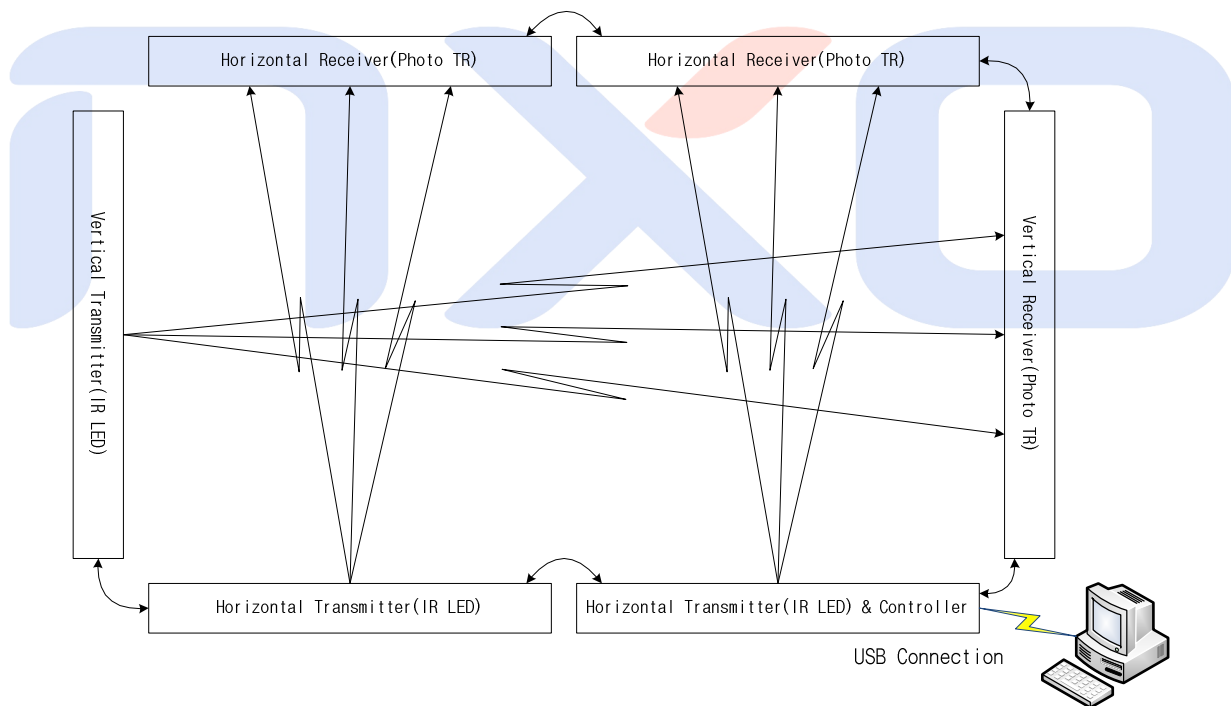 Horizontal Receiver(Photo TR)
Horizontal Receiver(Photo TR)
Vertical Transmitter(IR LED)
Vertical Receiver(Photo TR)
Horizontal Transmitter(IR LED)
Horizontal Transmitter(IR LED) & Controller
USB Connection
nxo